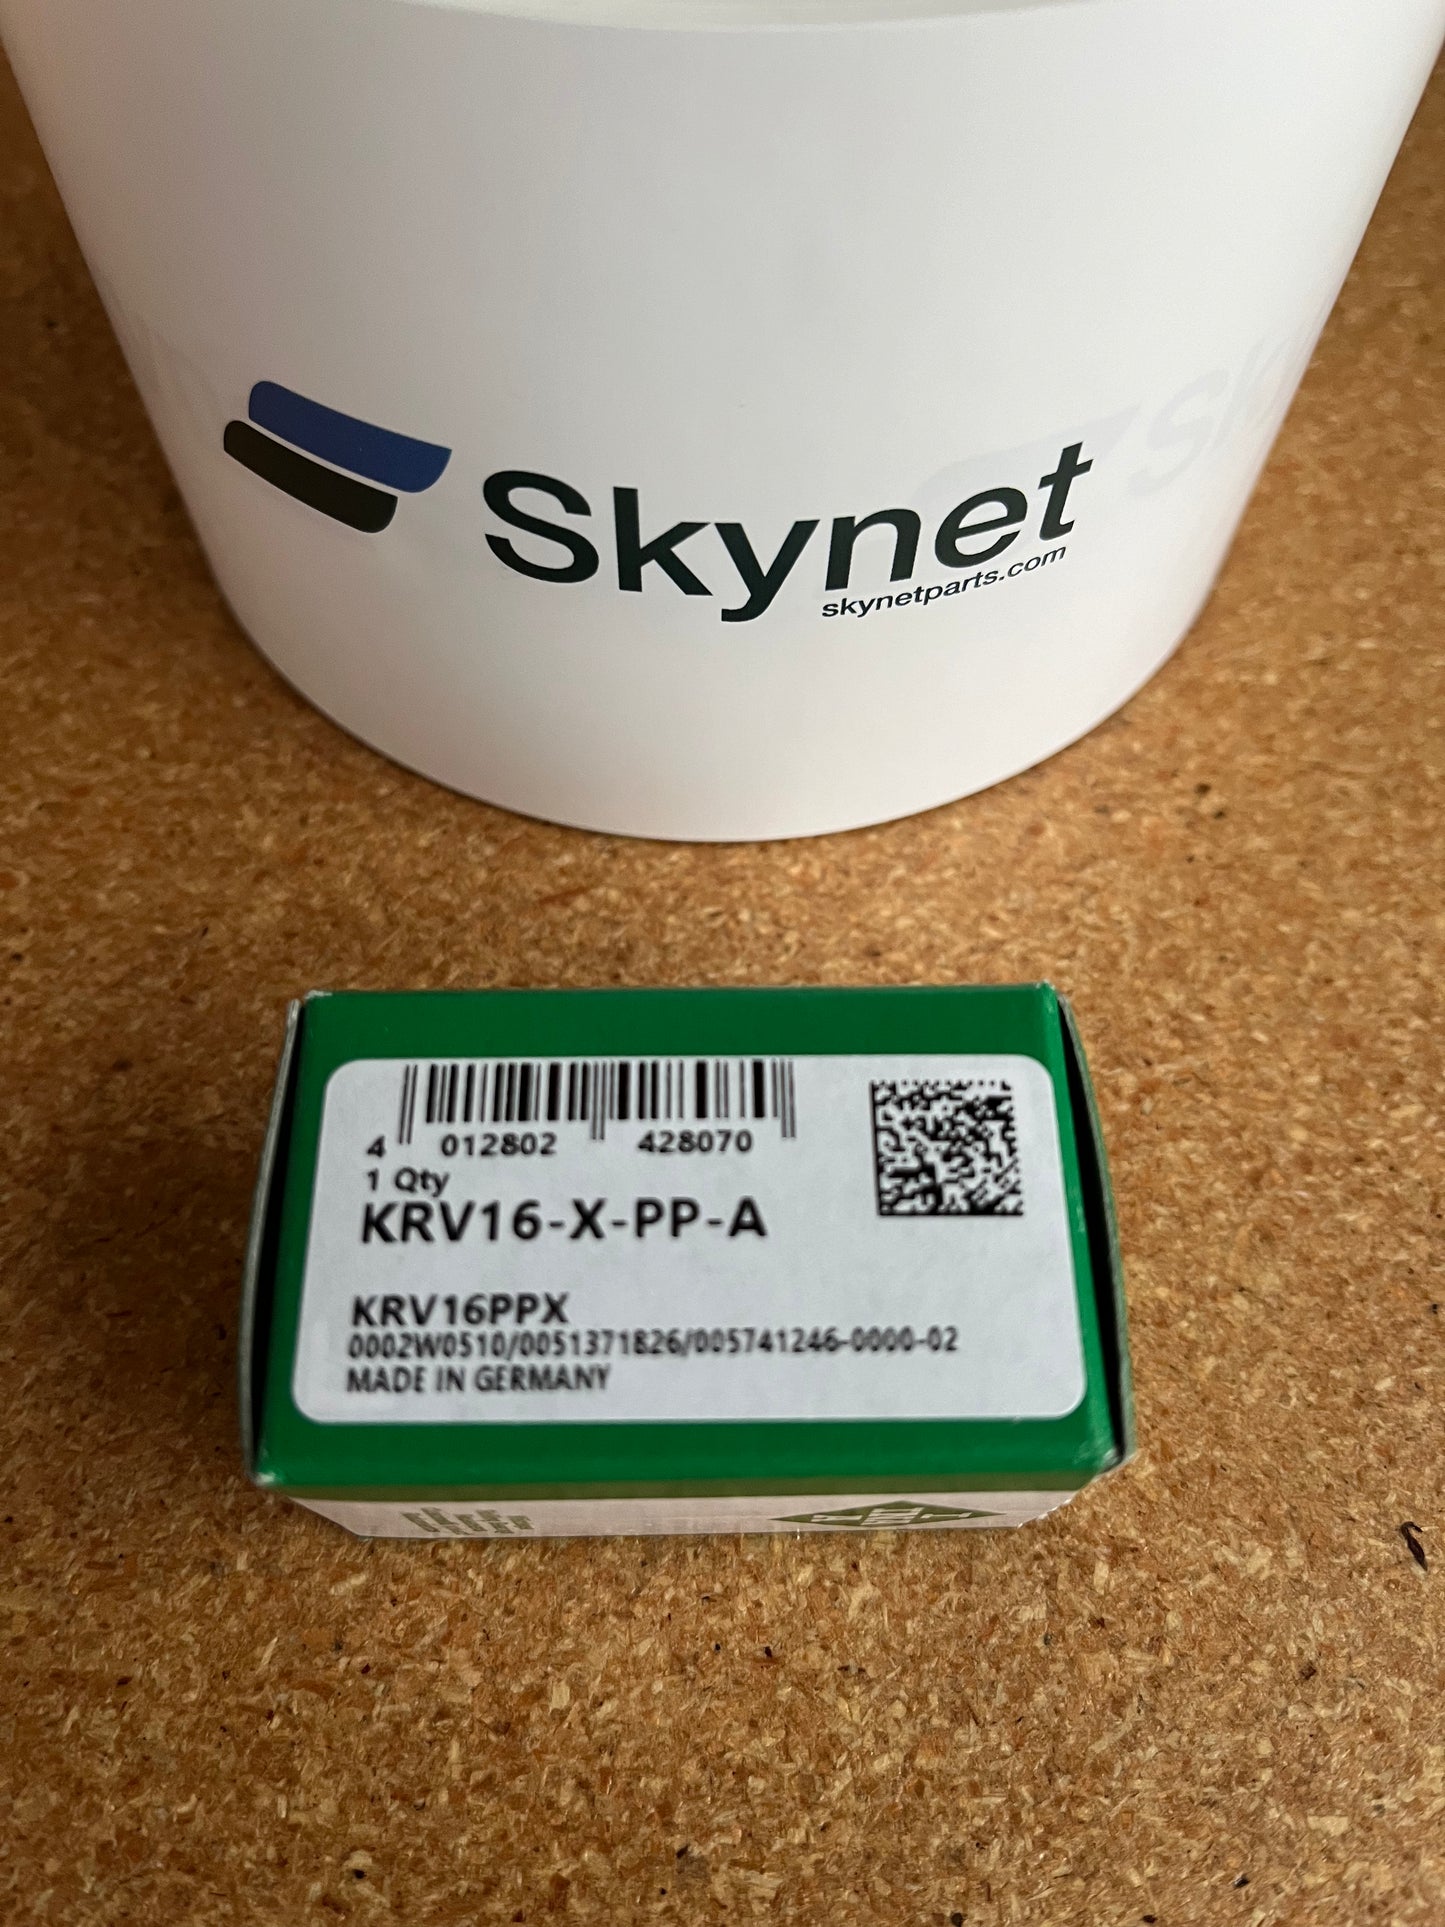 Skynet
skynetparts.com
4 012802 428070
1 Qty
KRV16-X-PP-A
KRV16PPX
0002W0510/0051371826/005741246-0000-02
MADE IN GERMANY